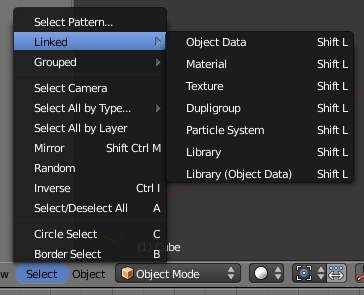 Select Pattern...
Linked
Grouped
Select Camera
Select All by Type...
Select All by Layer
Mirror Shift Ctrl M
Random
Inverse Ctrl I
Select/Deselect All A
Circle Select C
Border Select B
Object Data Shift L
Material Shift L
Texture Shift L
Dupligroup Shift L
Particle System Shift L
Library Shift L
Library (Object Data) Shift L
(1) Cube
Select Object Object Mode